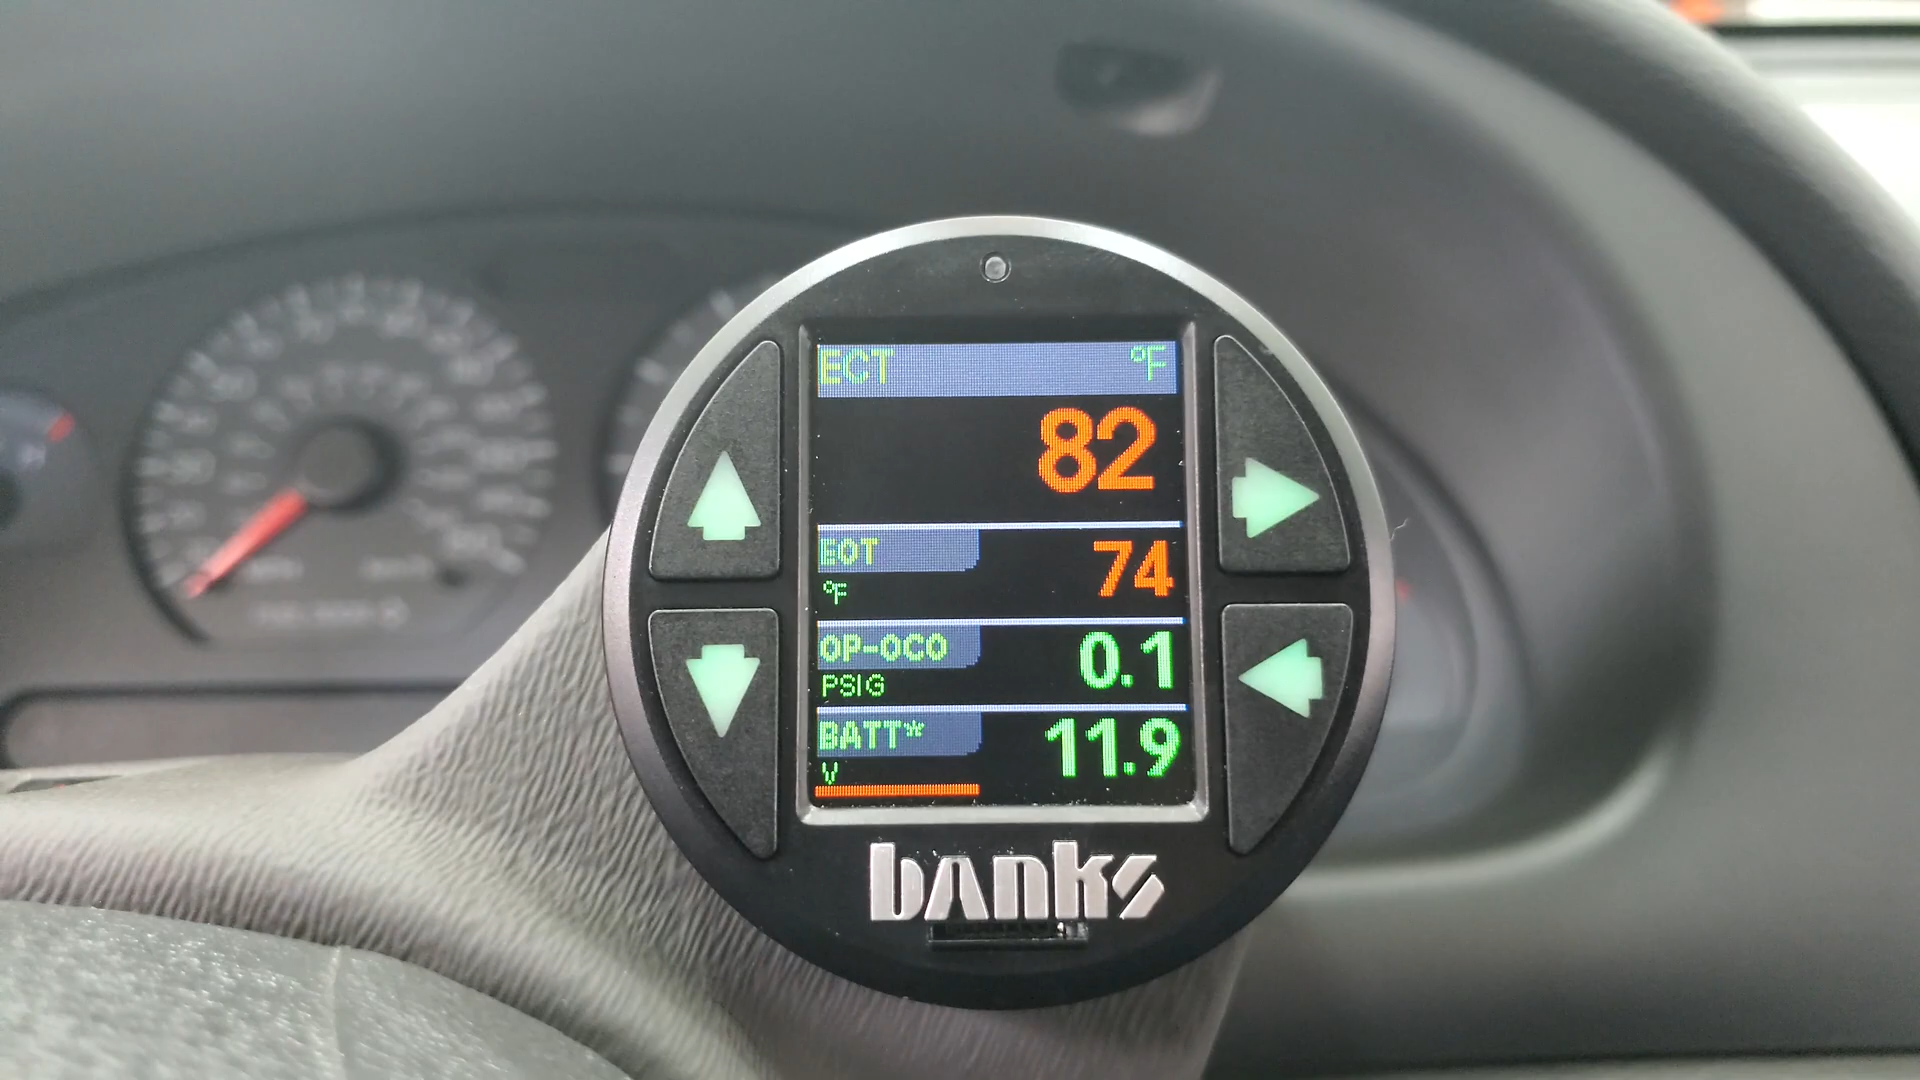 ECT °F
82
EOT 74
°F
OP-OCO 0.1
PSIG
BATT* 11.9
V
banks